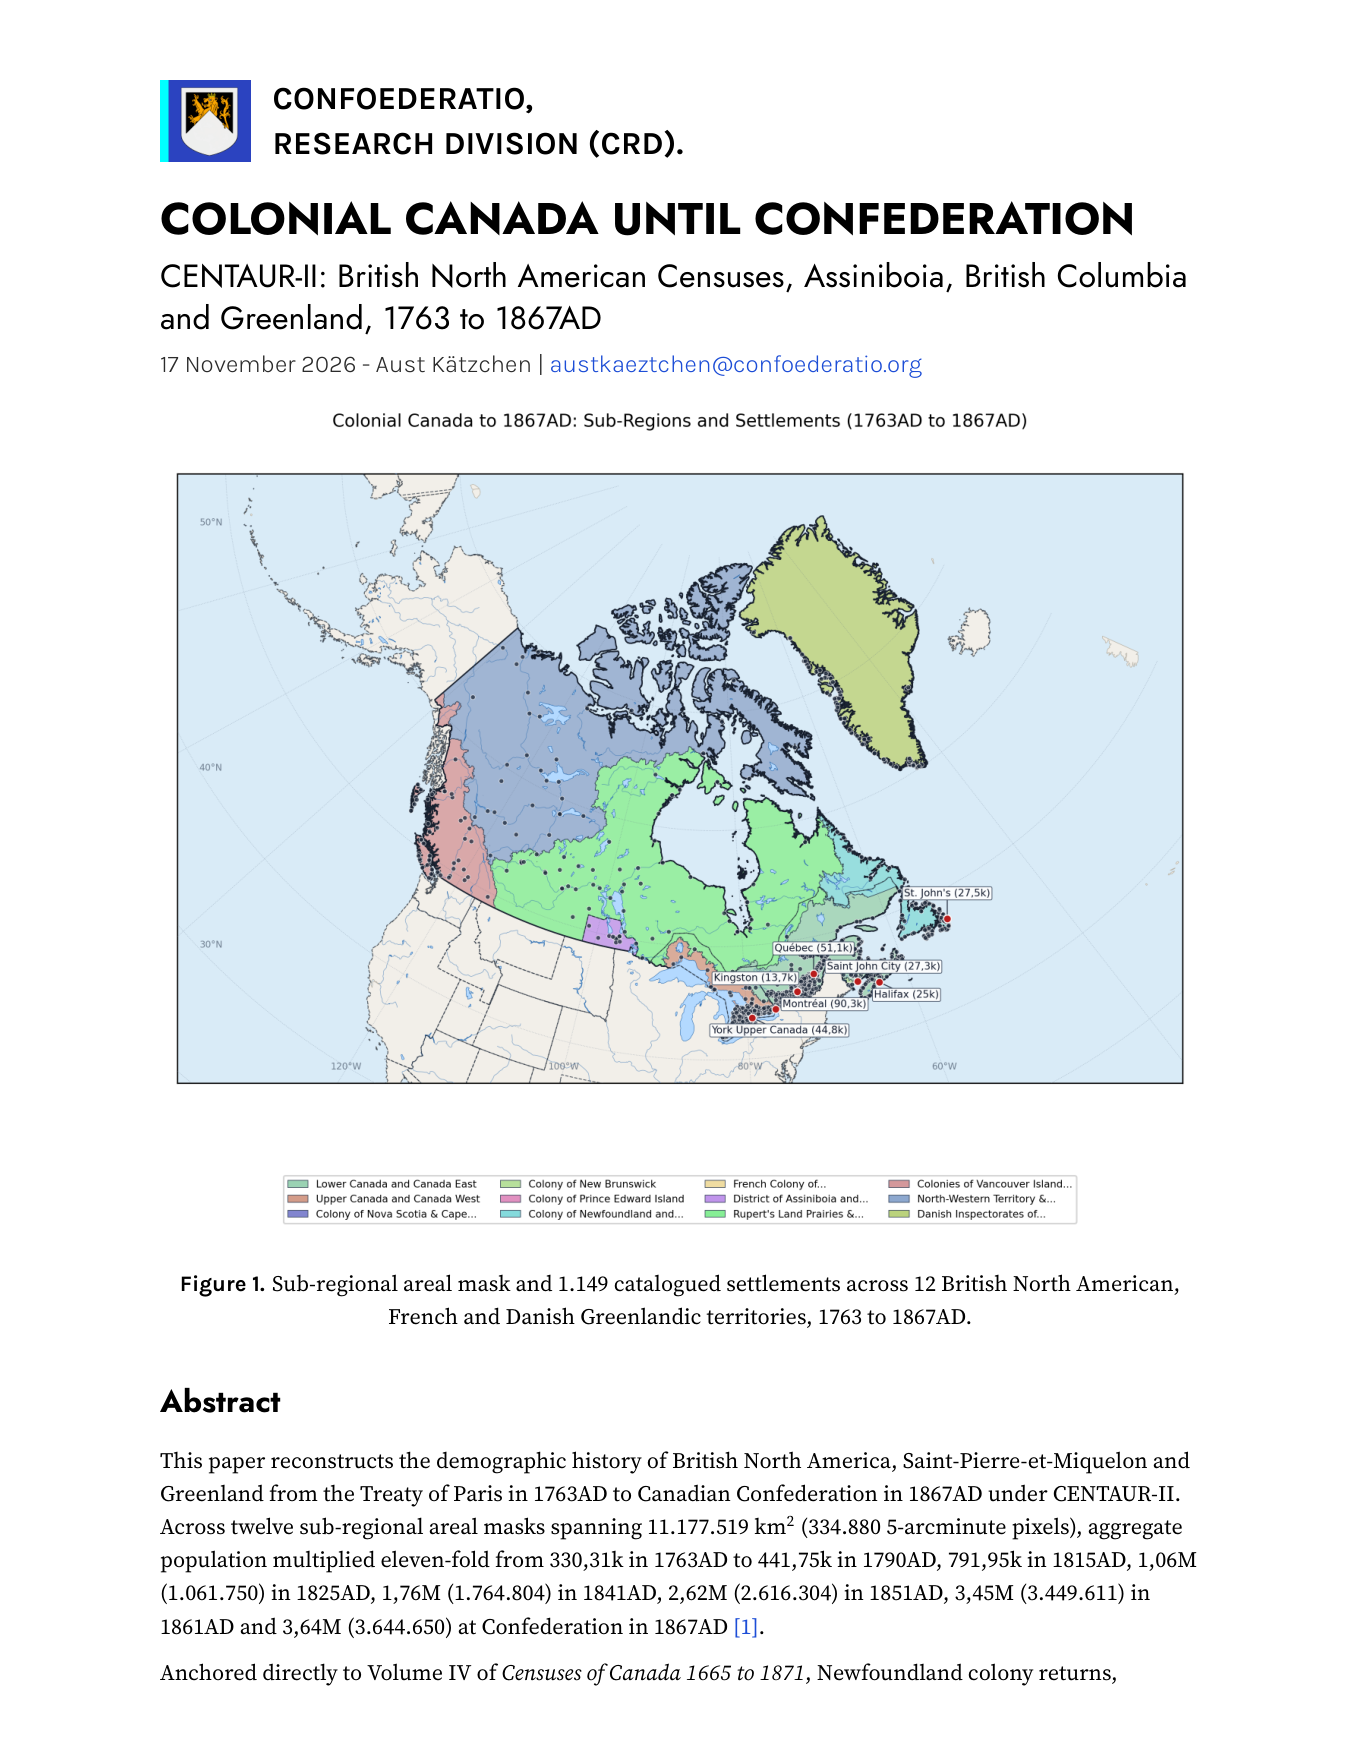 CONFOEDERATIO,
RESEARCH DIVISION (CRD).
COLONIAL CANADA UNTIL CONFEDERATION
CENTAUR-II: British North American Censuses, Assiniboia, British Columbia
and Greenland, 1763 to 1867AD
17 November 2026 - Aust Kätzchen | austkaeztchen@confoederatio.org
Colonial Canada to 1867AD: Sub-Regions and Settlements (1763AD to 1867AD)
50°N
40°N
30°N
St. John's (27,5k)
Québec (51,1k)
Saint John City (27,3k)
Kingston (13,7k)
Halifax (25k)
Montréal (90,3k)
York Upper Canada (44,8k)
120°W
100°W
80°W
60°W
Lower Canada and Canada East
Upper Canada and Canada West
Colony of Nova Scotia & Cape...
Colony of New Brunswick
Colony of Prince Edward Island
Colony of Newfoundland and...
French Colony of...
District of Assiniboia and...
Rupert's Land Prairies &...
Colonies of Vancouver Island...
North-Western Territory &...
Danish Inspectorates of...
Figure 1. Sub-regional areal mask and 1.149 catalogued settlements across 12 British North American,
French and Danish Greenlandic territories, 1763 to 1867AD.
Abstract
This paper reconstructs the demographic history of British North America, Saint-Pierre-et-Miquelon and
Greenland from the Treaty of Paris in 1763AD to Canadian Confederation in 1867AD under CENTAUR-II.
Across twelve sub-regional areal masks spanning 11.177.519 km² (334.880 5-arcminute pixels), aggregate
population multiplied eleven-fold from 330,31k in 1763AD to 441,75k in 1790AD, 791,95k in 1815AD, 1,06M
(1.061.750) in 1825AD, 1,76M (1.764.804) in 1841AD, 2,62M (2.616.304) in 1851AD, 3,45M (3.449.611) in
1861AD and 3,64M (3.644.650) at Confederation in 1867AD [1].
Anchored directly to Volume IV of Censuses of Canada 1665 to 1871, Newfoundland colony returns,